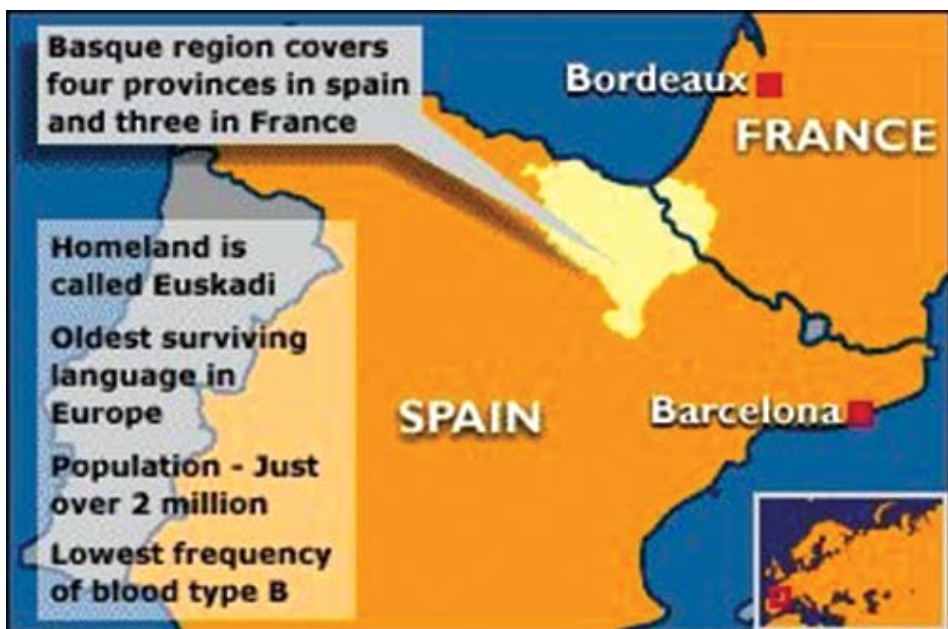 Basque region covers
four provinces in spain
and three in France
Bordeaux
FRANCE
Homeland is
called Euskadi
Oldest surviving
language in
Europe
Population - Just
over 2 million
Lowest frequency
of blood type B
SPAIN
Barcelona